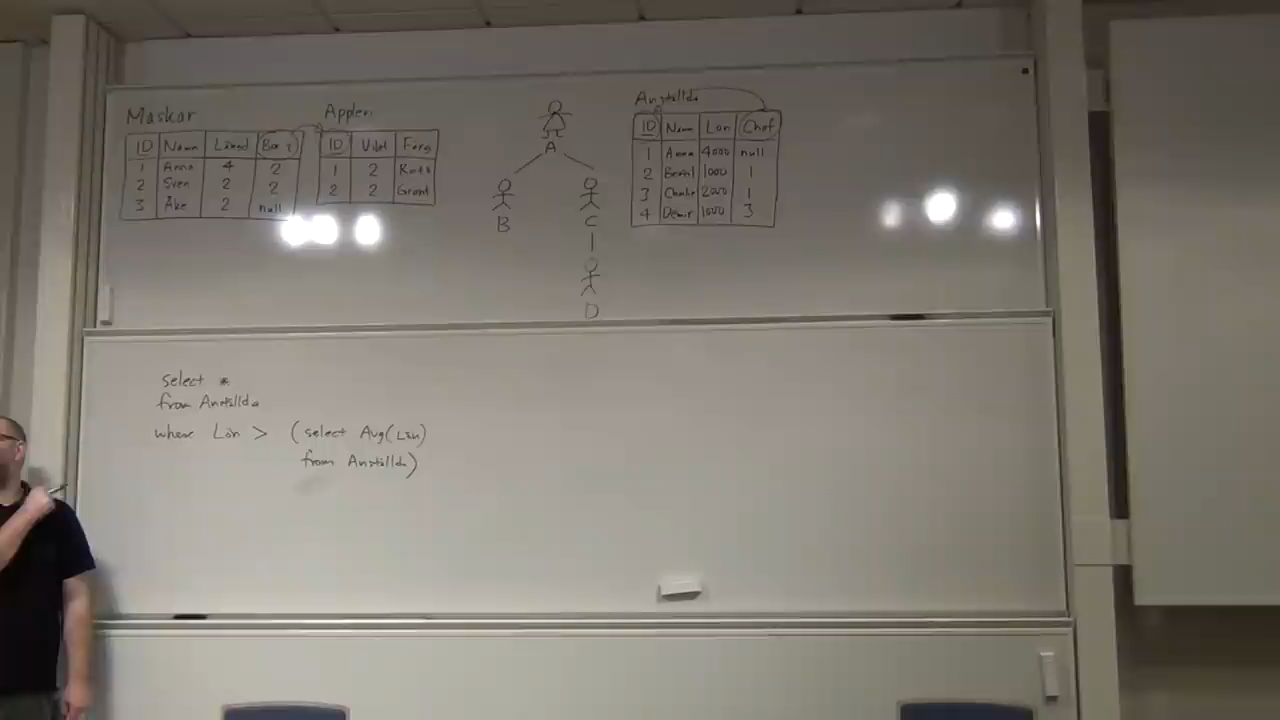 Maskar
ID Namn Längd Bor i
1 Anna 4 2
2 Sven 2 2
3 Åke 2 null
Äpplen
ID Vikt Färg
1 2 Rött
2 2 Grönt
A
B
C
D
Anställda
ID Namn Lön Chef
1 Anna 4000 null
2 Bertil 1000 1
3 Charlie 2000 1
4 Demir 1000 3
select *
from Anställda
where Lön > (select Avg(Lön)
from Anställda)